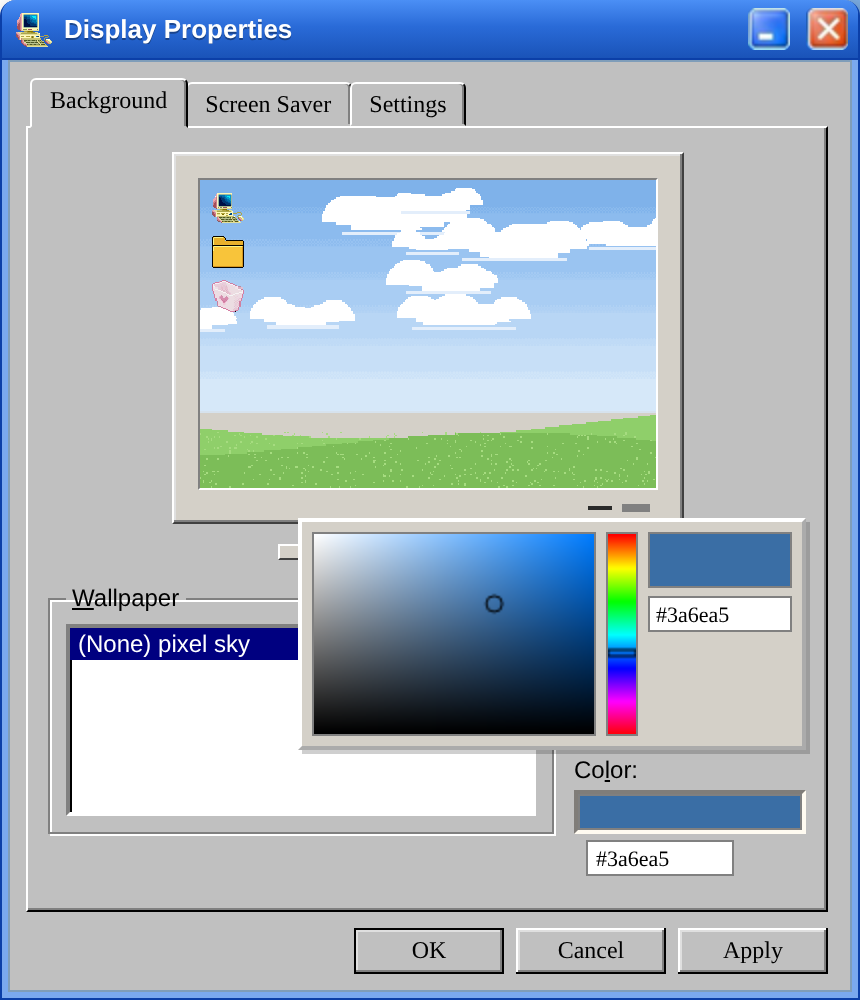 Display Properties
Background
Screen Saver
Settings
#3a6ea5
Wallpaper
(None) pixel sky
Color:
#3a6ea5
OK
Cancel
Apply